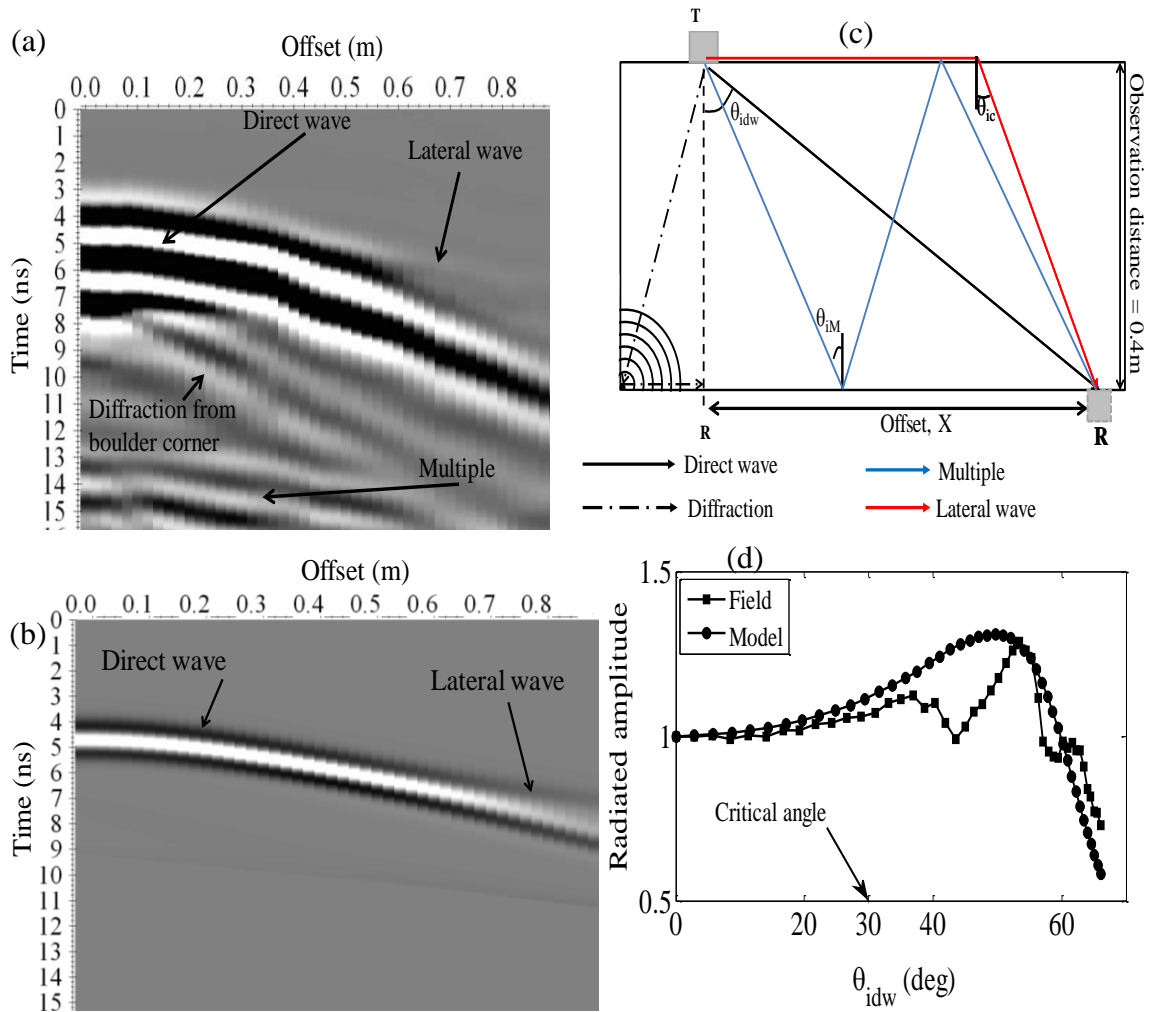 (a)
Offset (m)
0.0 0.1 0.2 0.3 0.4 0.5 0.6 0.7 0.8
Time (ns)
0
1
2
3
4
5
6
7
8
9
10
11
12
13
14
15
Direct wave
Lateral wave
Diffraction from
boulder corner
Multiple
(b)
Offset (m)
0.0 0.1 0.2 0.3 0.4 0.5 0.6 0.7 0.8
Time (ns)
0
1
2
3
4
5
6
7
8
9
10
11
12
13
14
15
Direct wave
Lateral wave
(c)
T
θidw
θic
θiM
Observation distance = 0.4m
R
Offset, X
R
Direct wave
Multiple
Diffraction
Lateral wave
(d)
Radiated amplitude
1.5
1
0.5
Field
Model
Critical angle
0 20 30 40 60
θidw (deg)